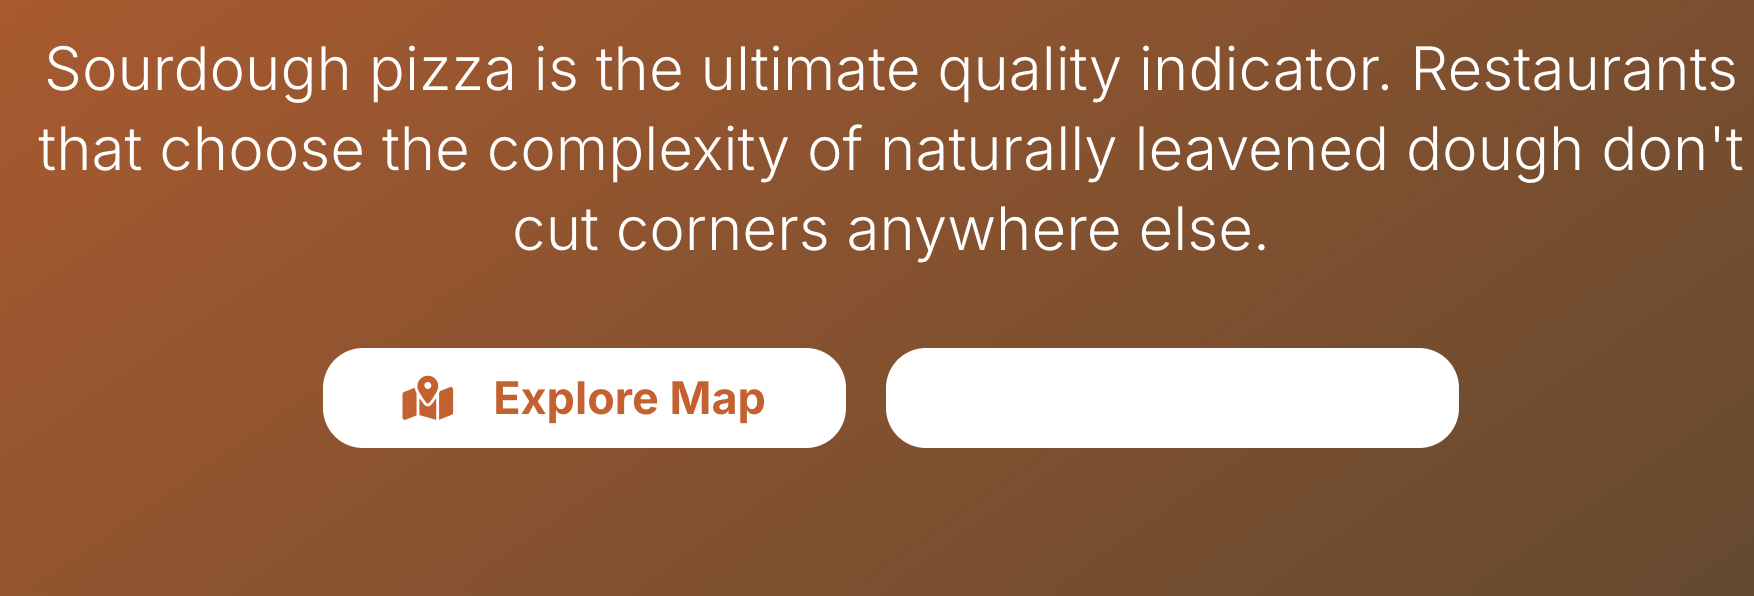 Sourdough pizza is the ultimate quality indicator. Restaurants
that choose the complexity of naturally leavened dough don't
cut corners anywhere else.
Explore Map